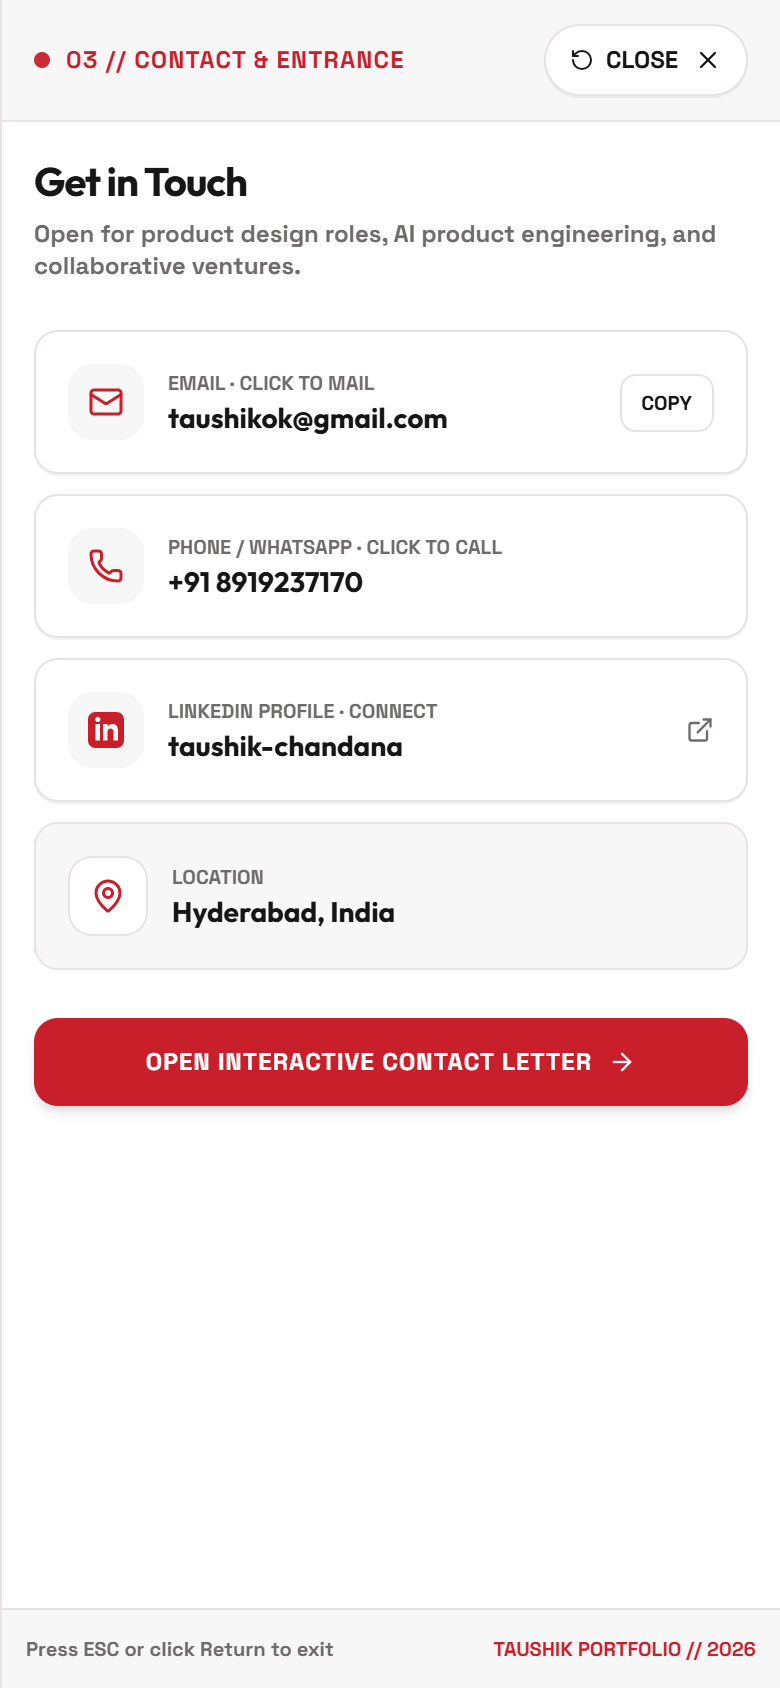 03 // CONTACT & ENTRANCE
CLOSE
Get in Touch
Open for product design roles, AI product engineering, and
collaborative ventures.
EMAIL · CLICK TO MAIL
taushikok@gmail.com
COPY
PHONE / WHATSAPP · CLICK TO CALL
+91 8919237170
in
LINKEDIN PROFILE · CONNECT
taushik-chandana
LOCATION
Hyderabad, India
OPEN INTERACTIVE CONTACT LETTER
Press ESC or click Return to exit
TAUSHIK PORTFOLIO // 2026